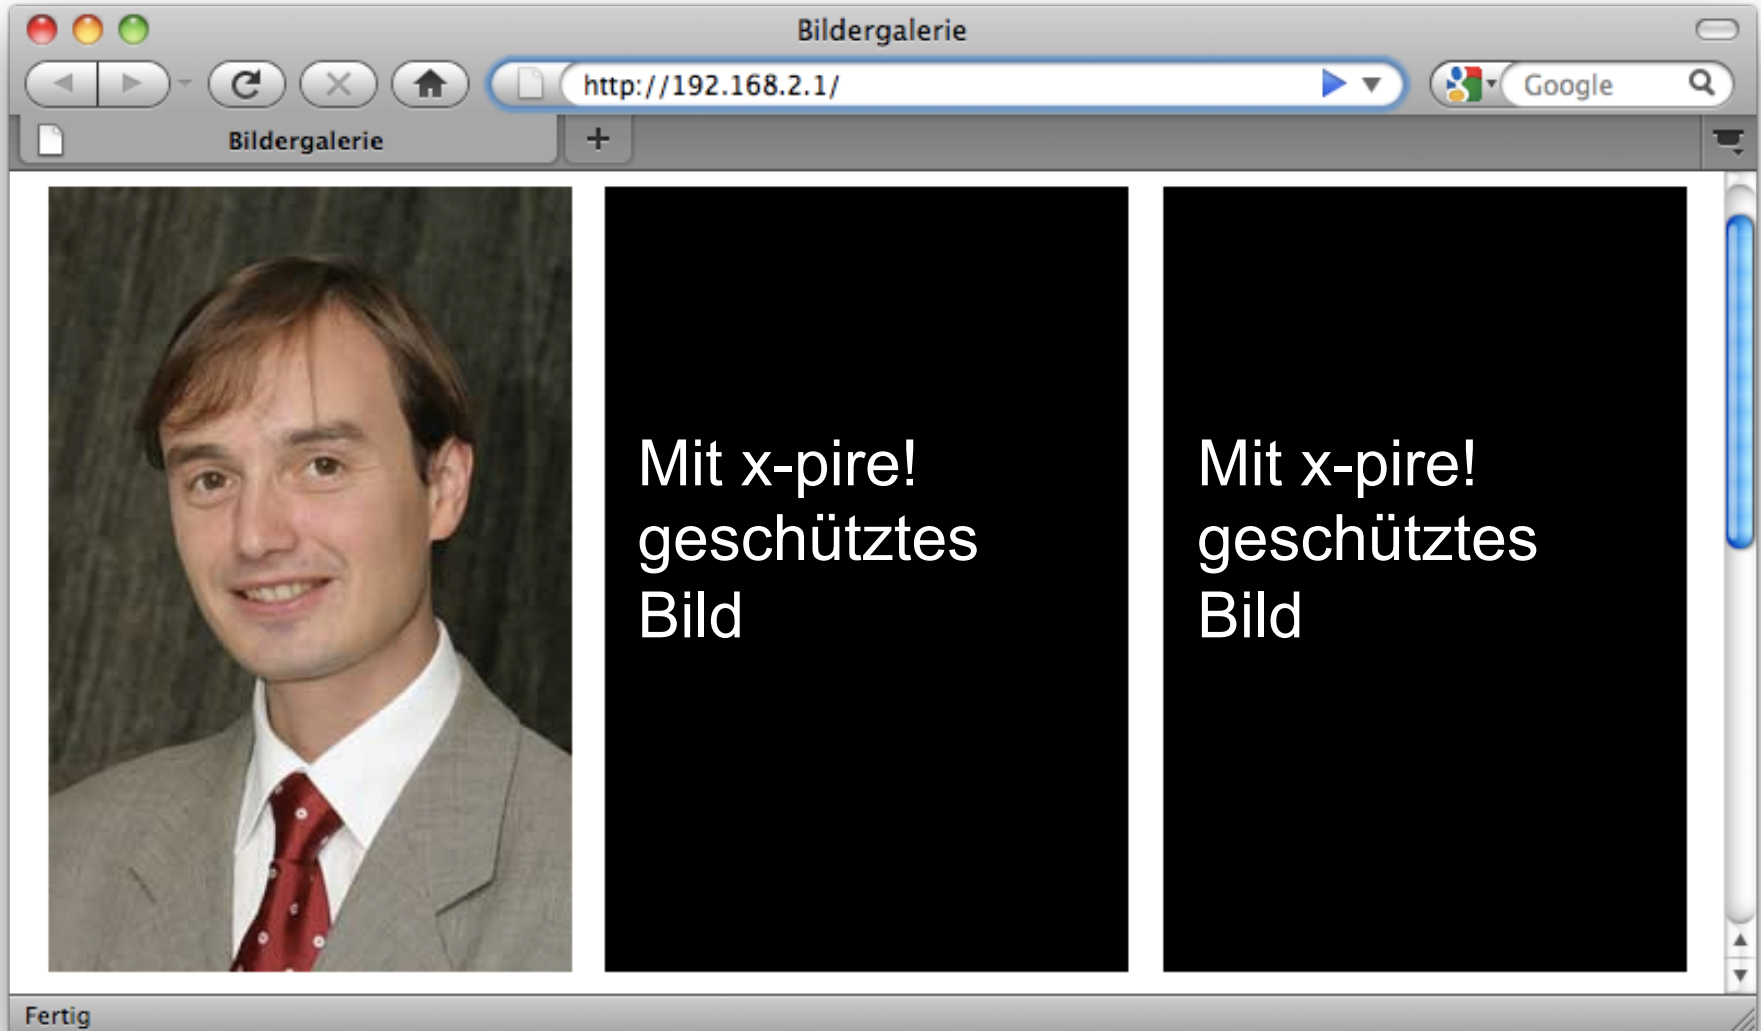 Bildergalerie
http://192.168.2.1/
Google
Bildergalerie
Mit x-pire!
geschütztes
Bild
Mit x-pire!
geschütztes
Bild
Fertig